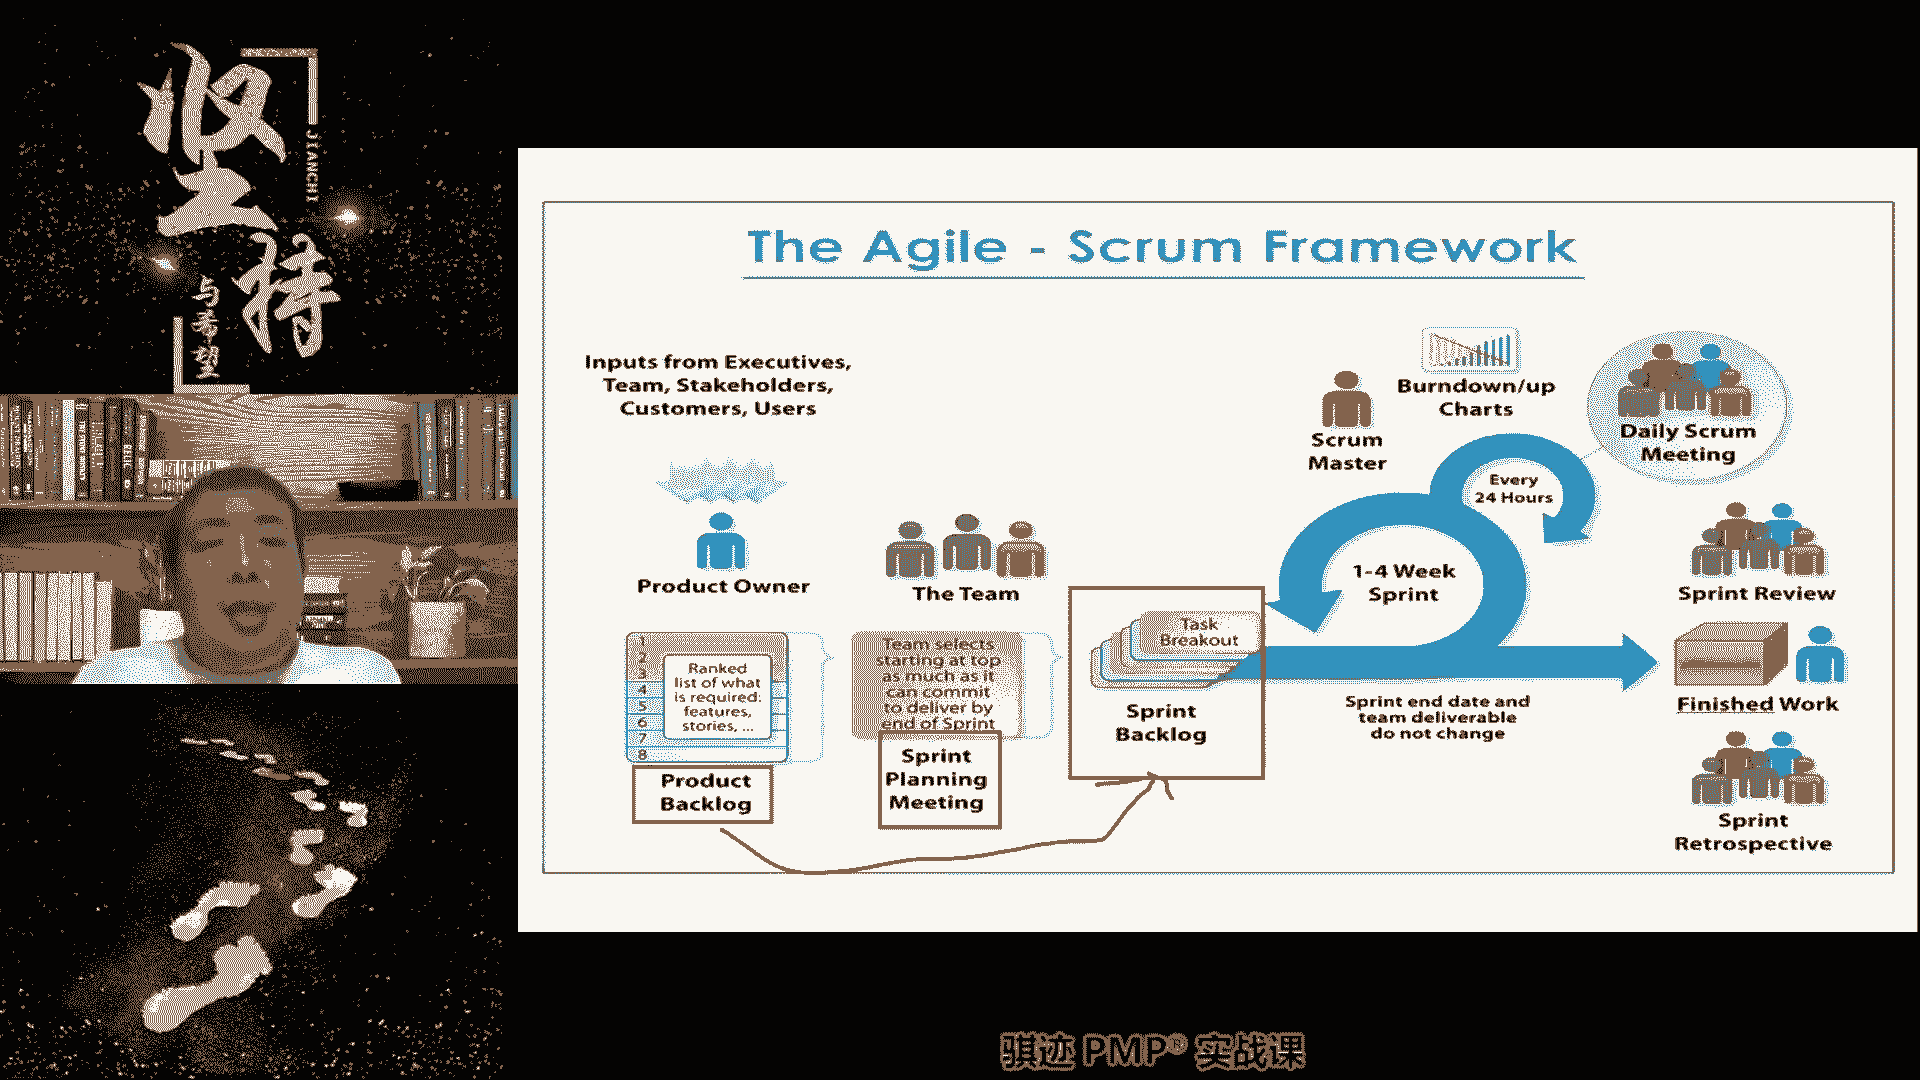 坚持
JIANCHI
与希望
The Agile - Scrum Framework
Inputs from Executives,
Team, Stakeholders,
Customers, Users
Product Owner
The Team
1
2
3
4
5
6
7
8
Ranked
list of what
is required:
features,
stories, ...
Product
Backlog
Team selects
starting at top
as much as it
can commit
to deliver by
end of Sprint
Sprint
Planning
Meeting
Task
Breakout
Sprint
Backlog
Scrum
Master
Burndown/up
Charts
Every
24 Hours
1-4 Week
Sprint
Sprint end date and
team deliverable
do not change
Daily Scrum
Meeting
Sprint Review
Finished Work
Sprint
Retrospective
骐迹 PMP® 实战课